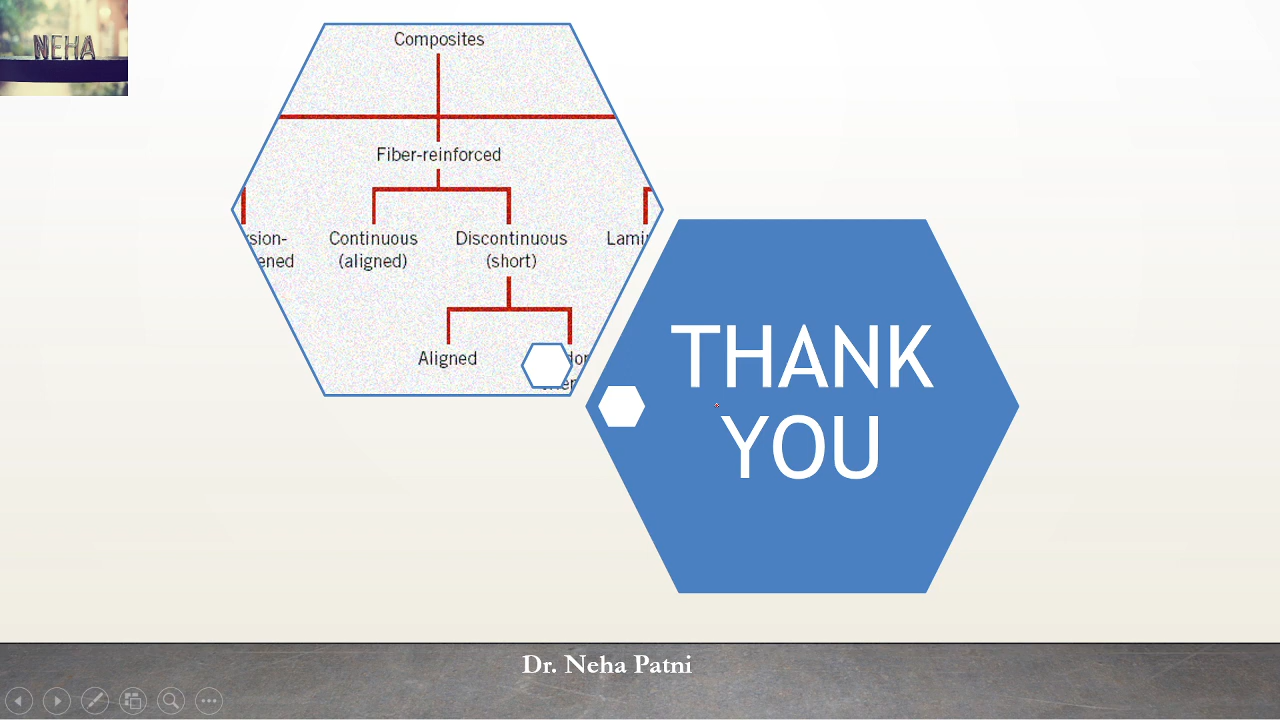 NEHA
Composites
Fiber-reinforced
Continuous
(aligned)
Discontinuous
(short)
Aligned
THANK
YOU
Dr. Neha Patni